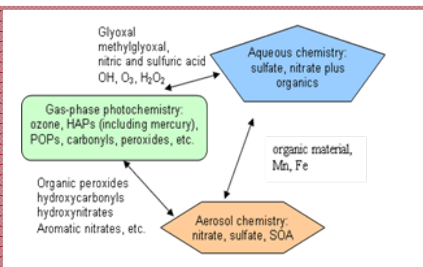 Glyoxal
methylglyoxal,
nitric and sulfuric acid
OH, O₃, H₂O₂
Aqueous chemistry:
sulfate, nitrate plus
organics
Gas-phase photochemistry:
ozone, HAPs (including mercury),
POPs, carbonyls, peroxides, etc.
organic material,
Mn, Fe
Organic peroxides
hydroxycarbonyls
hydroxynitrates
Aromatic nitrates, etc.
Aerosol chemistry:
nitrate, sulfate, SOA